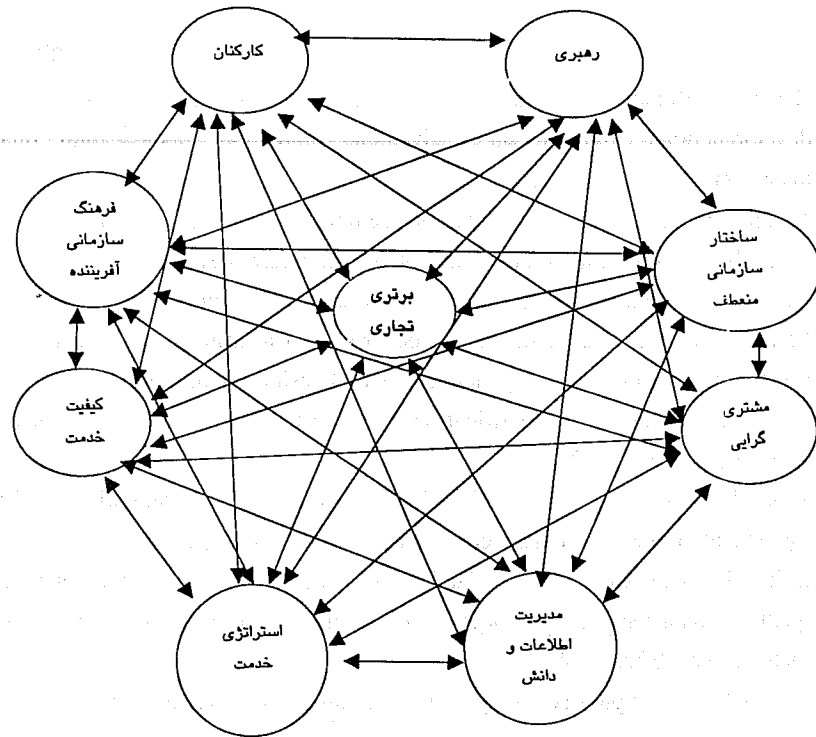 رهبری
کارکنان
ساختار
سازمانی
منعطف
فرهنگ
سازمانی
آفریننده
برتری
تجاری
مشتری
گرایی
کیفیت
خدمت
مدیریت
اطلاعات و
دانش
استراتژی
خدمت